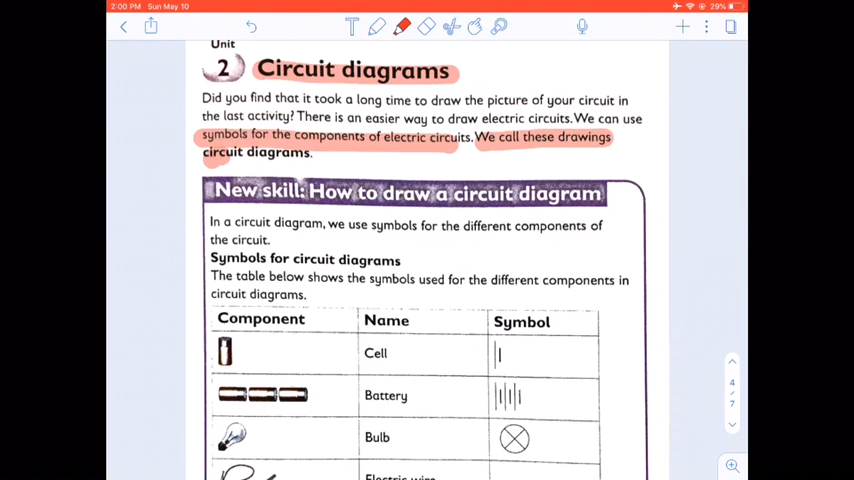 2:00 PM Sun May 10
29%
Unit
2 Circuit diagrams
Did you find that it took a long time to draw the picture of your circuit in
the last activity? There is an easier way to draw electric circuits. We can use
symbols for the components of electric circuits. We call these drawings
circuit diagrams.
New skill: How to draw a circuit diagram
In a circuit diagram, we use symbols for the different components of
the circuit.
Symbols for circuit diagrams
The table below shows the symbols used for the different components in
circuit diagrams.
Component Name Symbol
Cell
Battery
Bulb
Electric wire
4
/
7